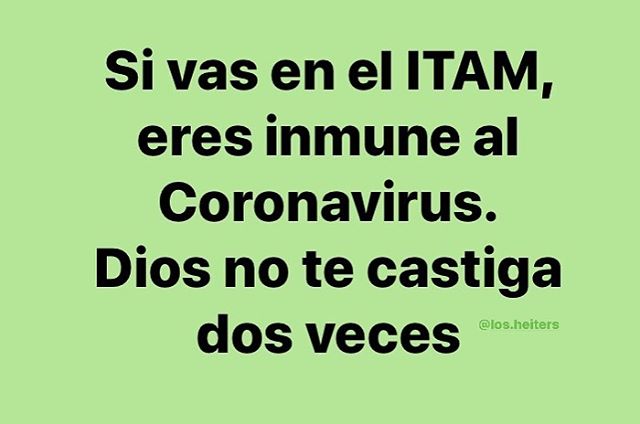 Si vas en el ITAM,
eres inmune al
Coronavirus.
Dios no te castiga
dos veces
@los.heiters